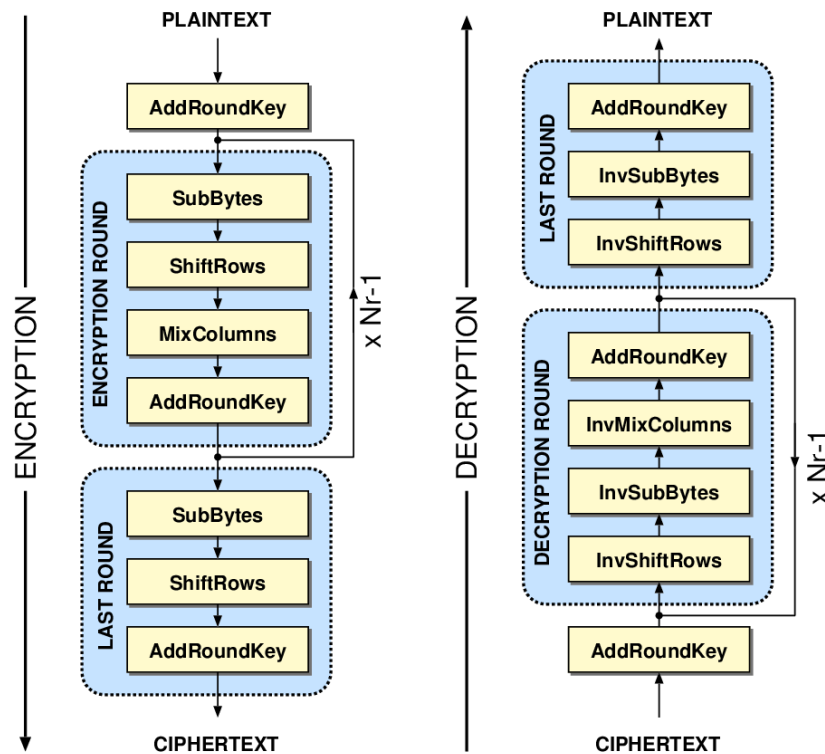 PLAINTEXT
AddRoundKey
ENCRYPTION ROUND
SubBytes
ShiftRows
MixColumns
AddRoundKey
x Nr-1
ENCRYPTION
LAST ROUND
SubBytes
ShiftRows
AddRoundKey
CIPHERTEXT
PLAINTEXT
LAST ROUND
AddRoundKey
InvSubBytes
InvShiftRows
DECRYPTION
DECRYPTION ROUND
AddRoundKey
InvMixColumns
InvSubBytes
InvShiftRows
x Nr-1
AddRoundKey
CIPHERTEXT